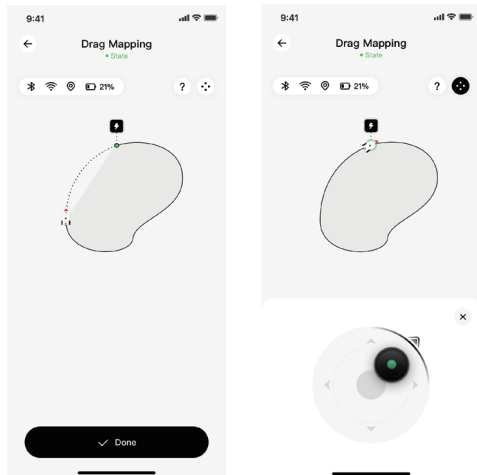 9:41
Drag Mapping
State
21%
?
Done
9:41
Drag Mapping
State
21%
?